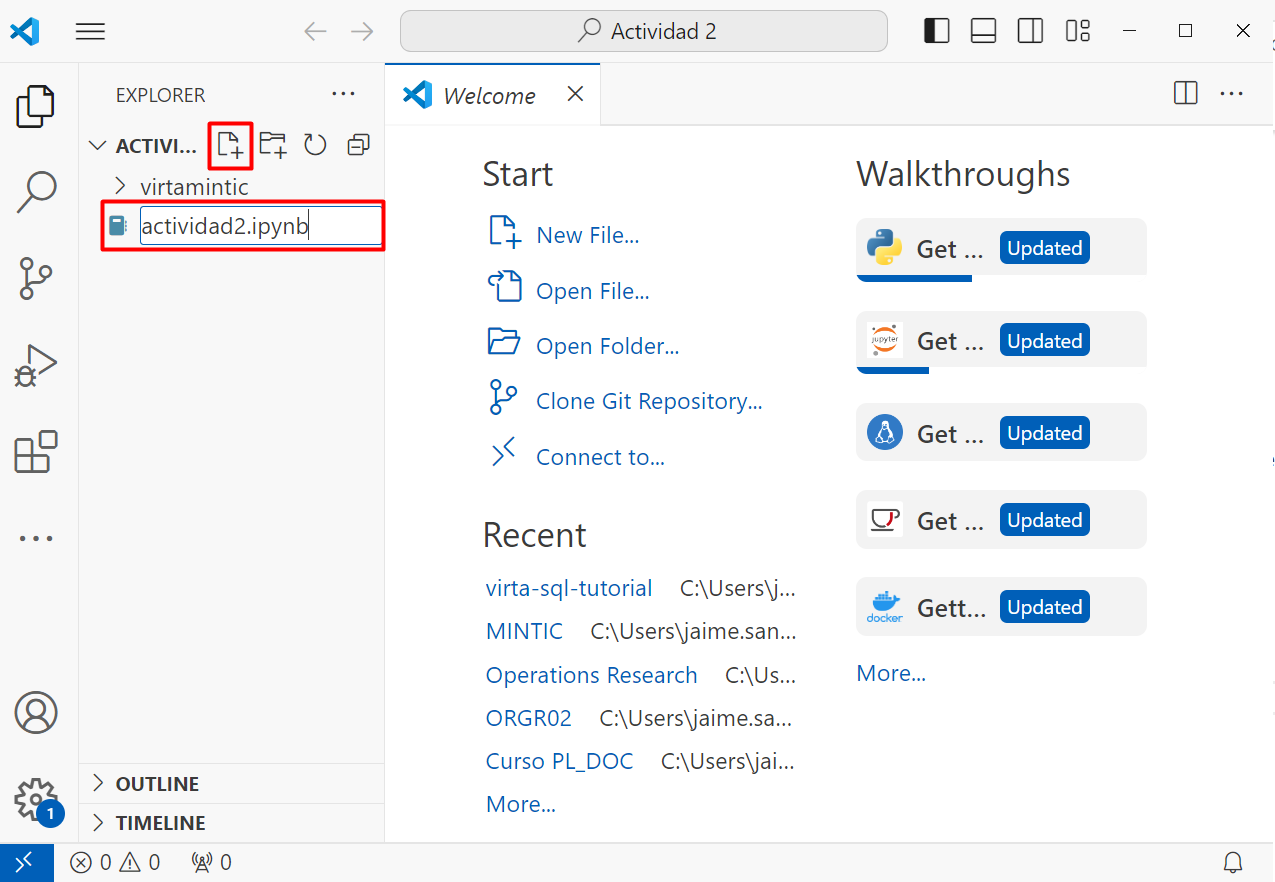 Actividad 2
EXPLORER
ACTIVI...
virtamintic
actividad2.ipynb
OUTLINE
TIMELINE
1
Welcome
Start
New File...
Open File...
Open Folder...
Clone Git Repository...
Connect to...
Recent
virta-sql-tutorial C:\Users\j...
MINTIC C:\Users\jaime.san...
Operations Research C:\Us...
ORGR02 C:\Users\jaime.sa...
Curso PL_DOC C:\Users\jai...
More...
Walkthroughs
Get ... Updated
jupyter Get ... Updated
Get ... Updated
Get ... Updated
docker Gett... Updated
More...
0 0 0